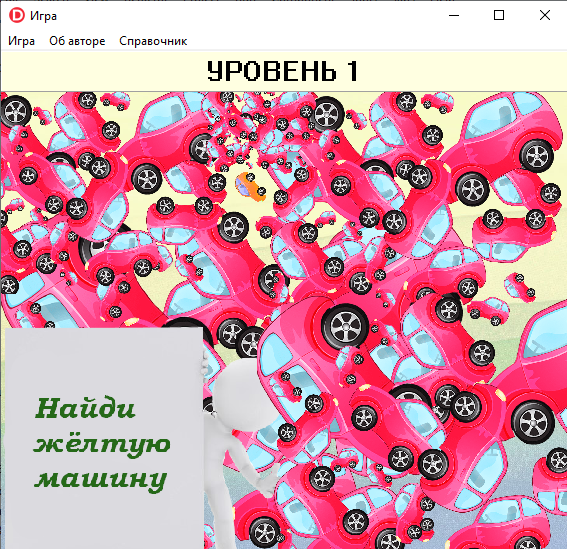 Игра
Игра Об авторе Справочник
УРОВЕНЬ 1
Найди
жёлтую
машину